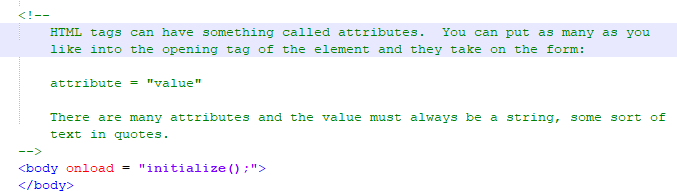 <!--
HTML tags can have something called attributes.  You can put as many as you
like into the opening tag of the element and they take on the form:
attribute = "value"
There are many attributes and the value must always be a string, some sort of
text in quotes.
-->
<body onload = "initialize();">
</body>